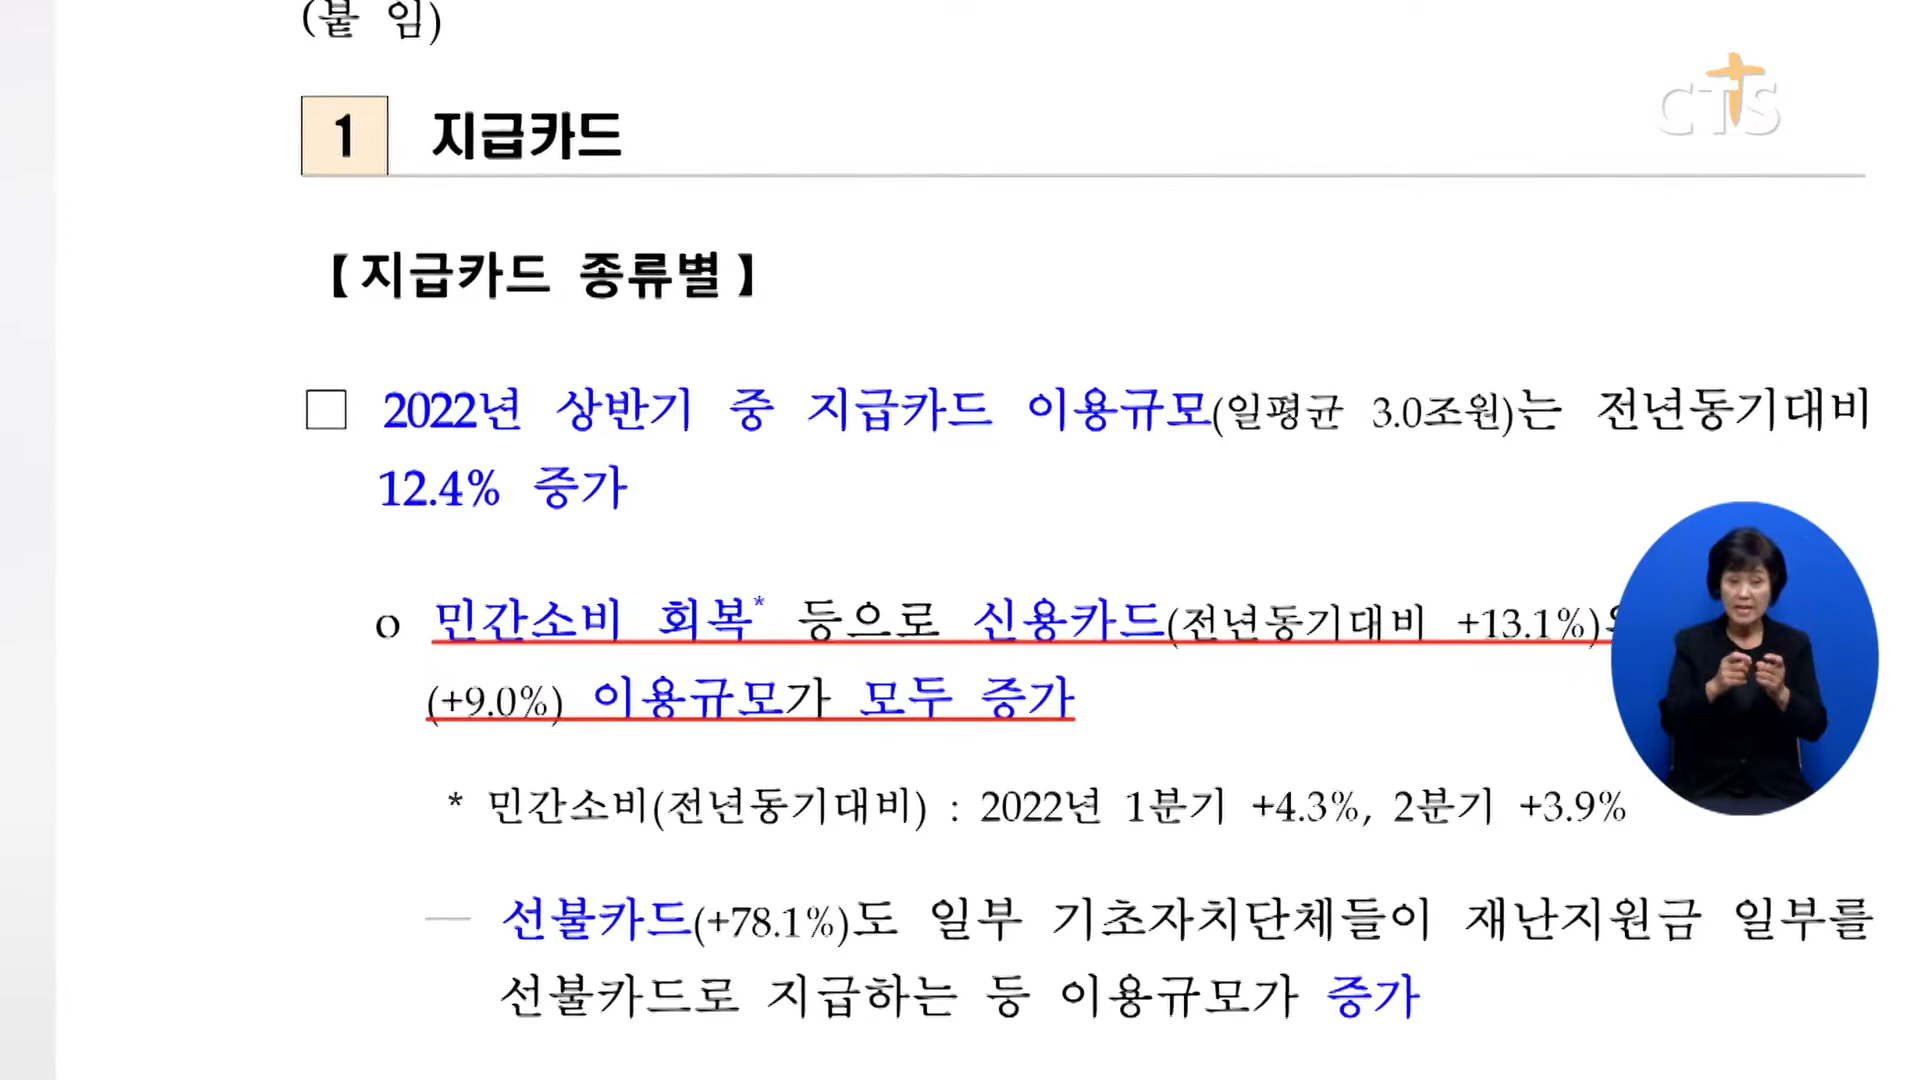 (붙 임)
CTS
1 지급카드
【지급카드 종류별】
□ 2022년 상반기 중 지급카드 이용규모(일평균 3.0조원)는 전년동기대비
12.4% 증가
o 민간소비 회복* 등으로 신용카드(전년동기대비 +13.1%)
(+9.0%) 이용규모가 모두 증가
* 민간소비(전년동기대비) : 2022년 1분기 +4.3%, 2분기 +3.9%
— 선불카드(+78.1%)도 일부 기초자치단체들이 재난지원금 일부를
선불카드로 지급하는 등 이용규모가 증가